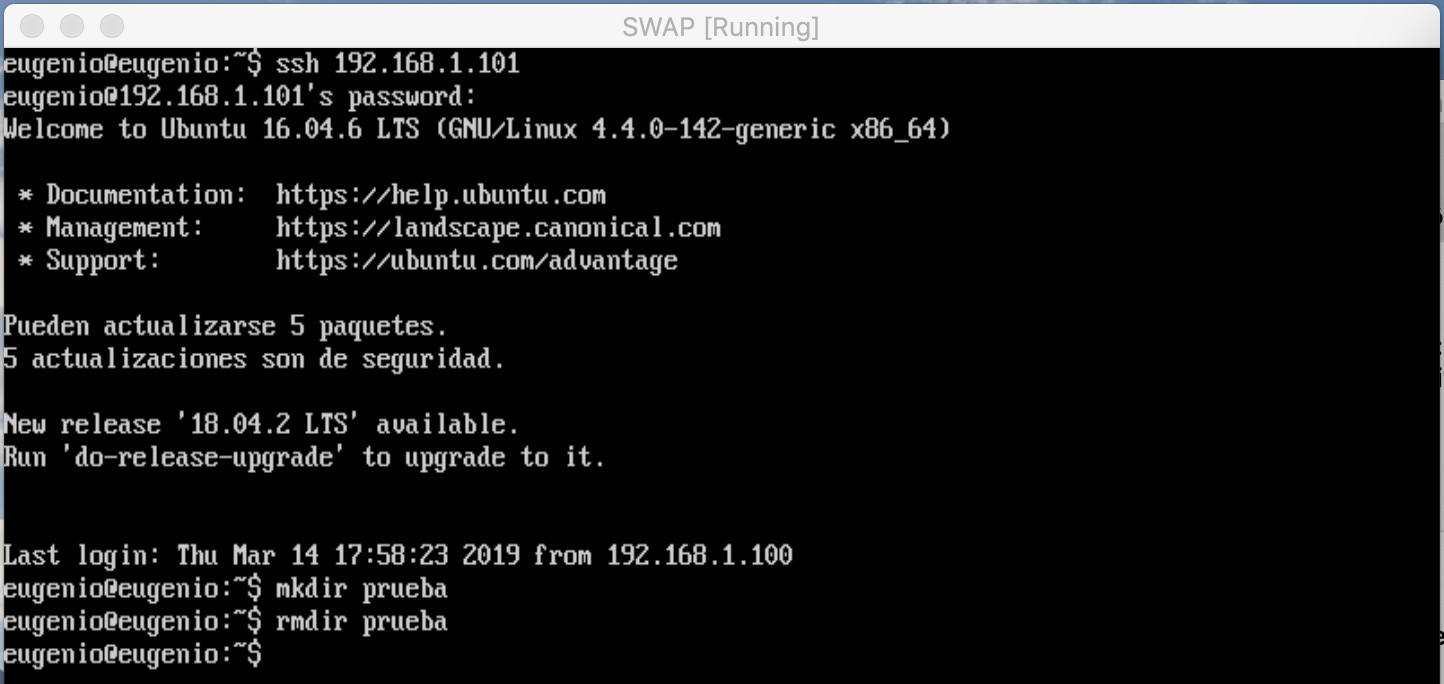 SWAP [Running]
eugenio@eugenio:~$ ssh 192.168.1.101
eugenio@192.168.1.101's password:
Welcome to Ubuntu 16.04.6 LTS (GNU/Linux 4.4.0-142-generic x86_64)
* Documentation:  https://help.ubuntu.com
* Management:     https://landscape.canonical.com
* Support:        https://ubuntu.com/advantage
Pueden actualizarse 5 paquetes.
5 actualizaciones son de seguridad.
New release '18.04.2 LTS' available.
Run 'do-release-upgrade' to upgrade to it.
Last login: Thu Mar 14 17:58:23 2019 from 192.168.1.100
eugenio@eugenio:~$ mkdir prueba
eugenio@eugenio:~$ rmdir prueba
eugenio@eugenio:~$